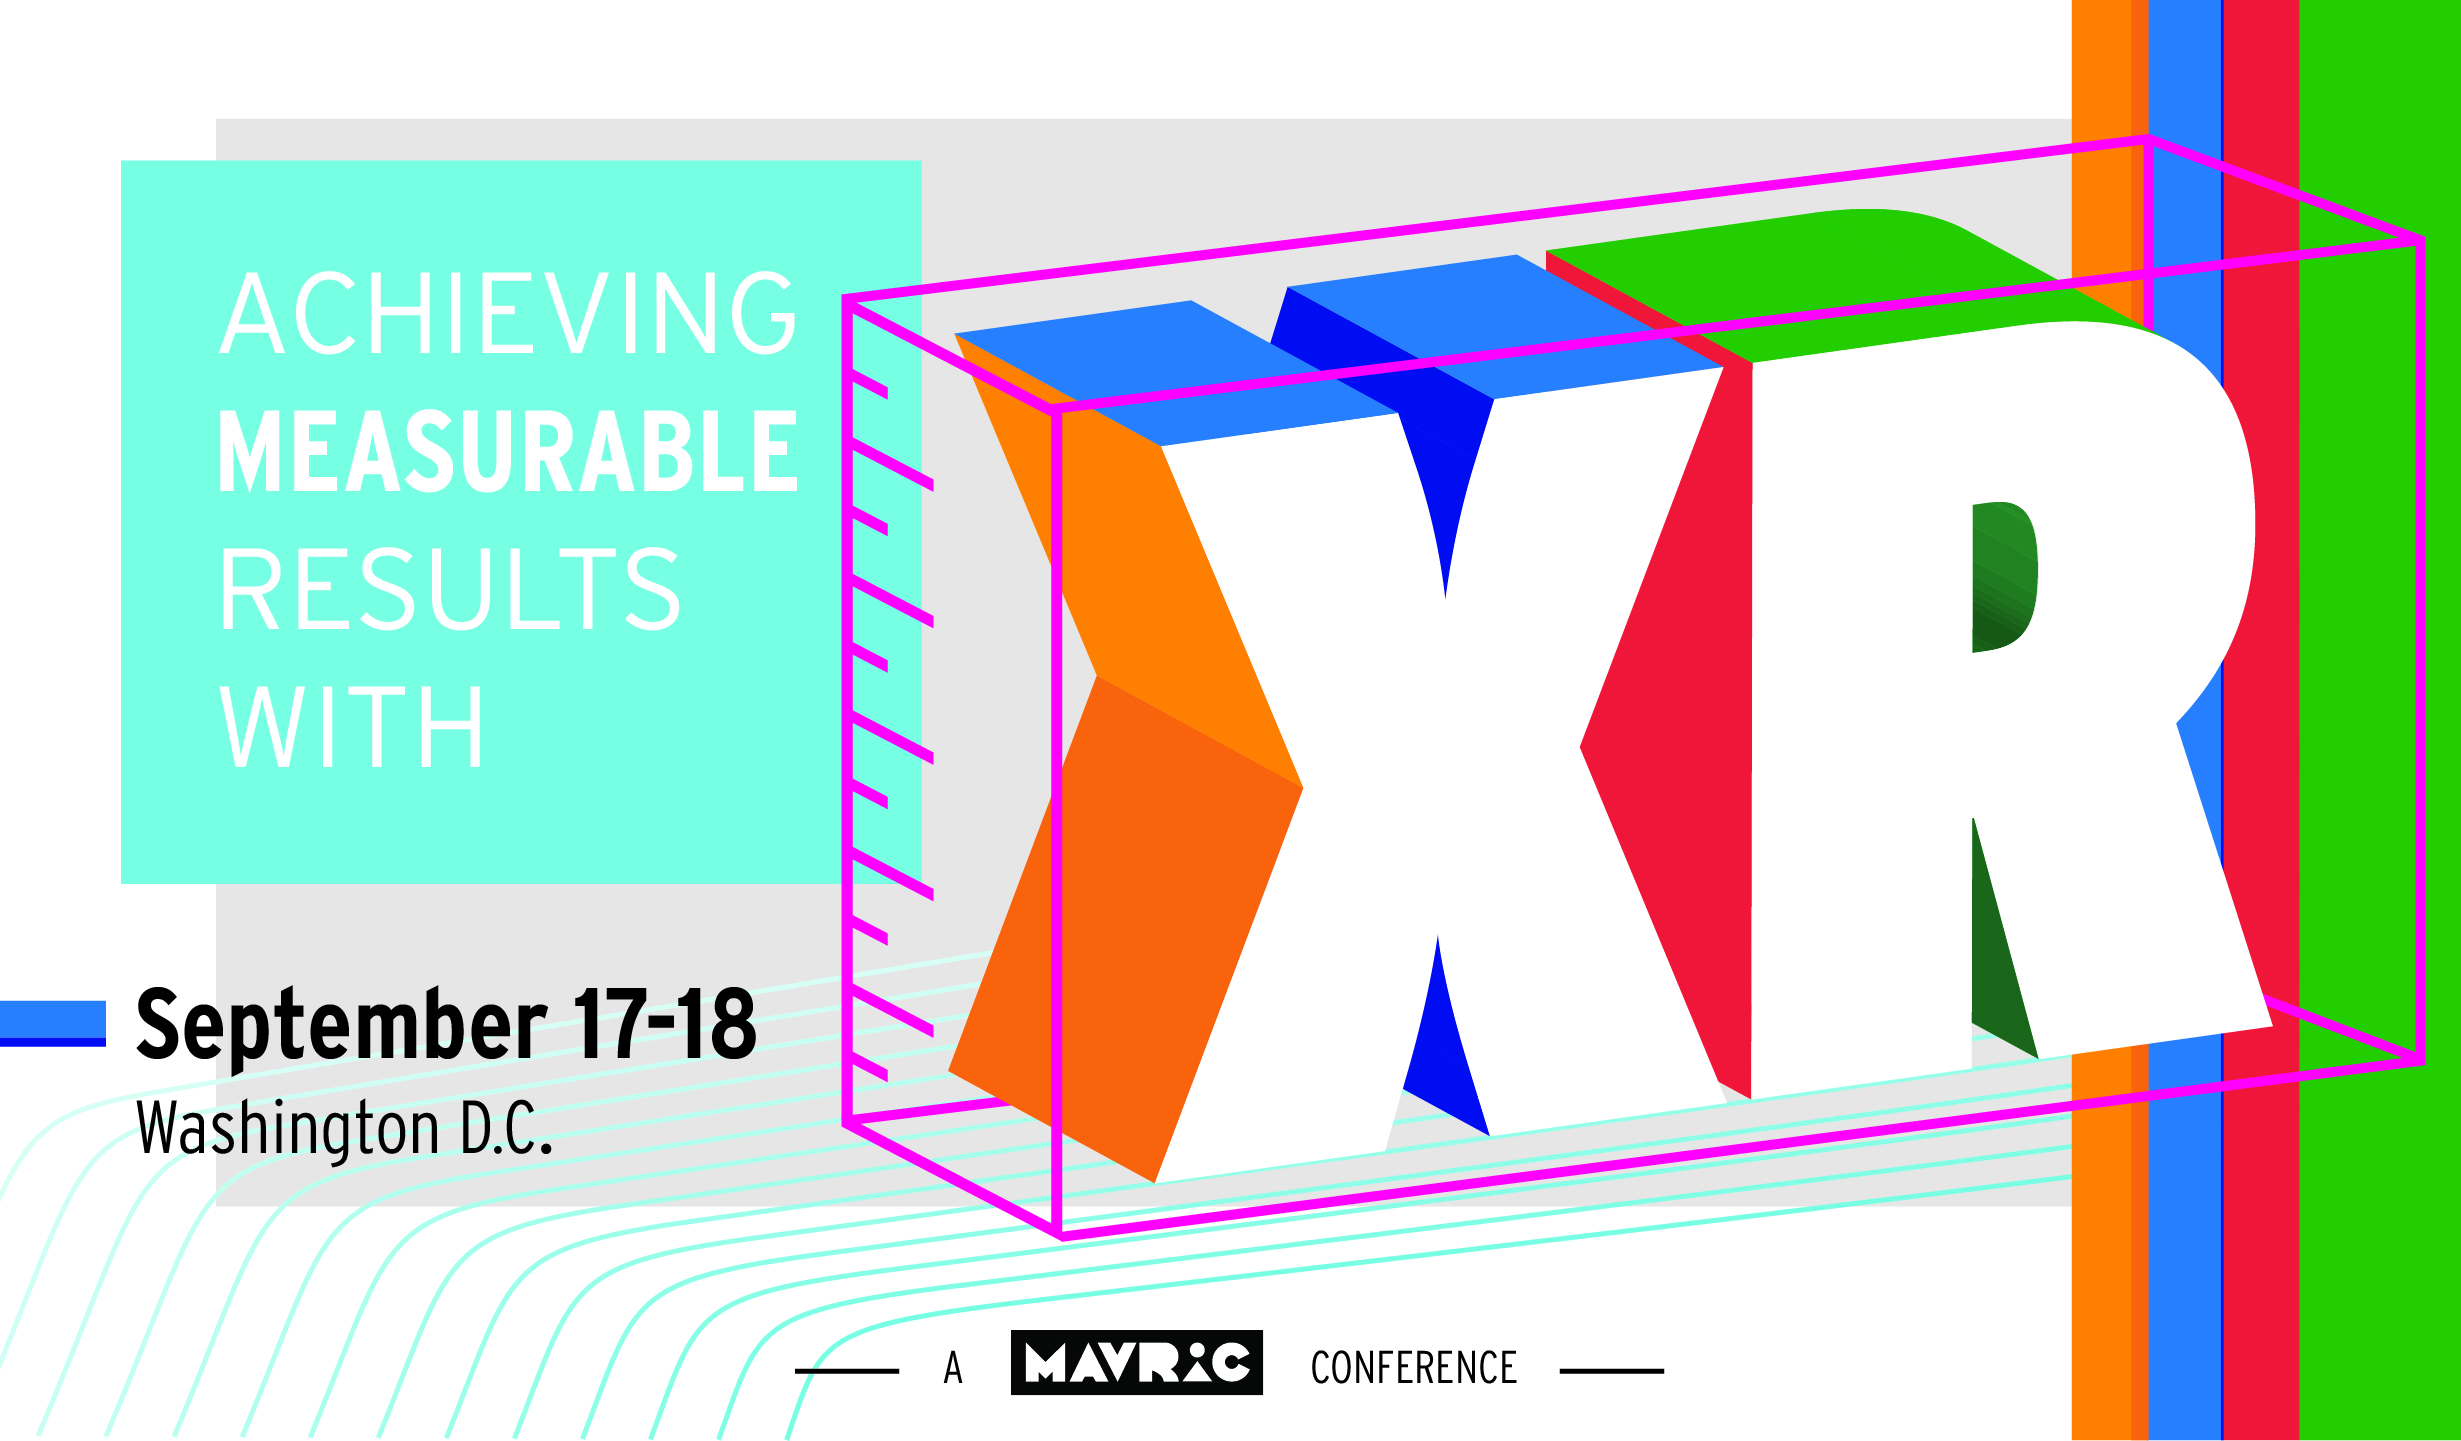 ACHIEVING
MEASURABLE
RESULTS
WITH
XR
September 17-18
Washington D.C.
A MAVRiC CONFERENCE